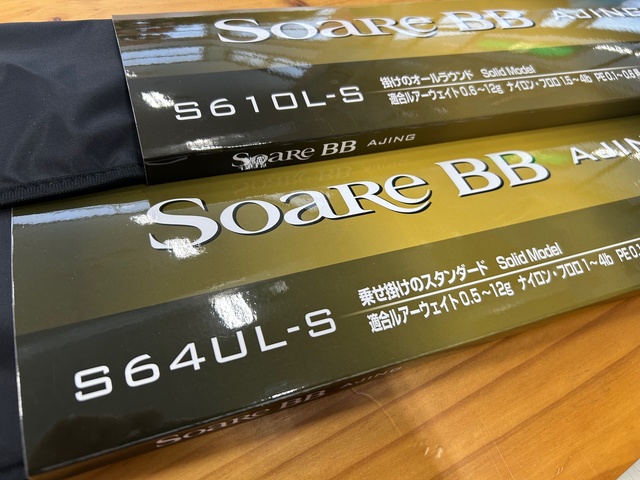 SoaRe BB AJING
S610L-S
掛けのオールラウンド Solid Model
適合ルアーウェイト0.6〜12g ナイロン・フロロ1.5〜4lb PE0.1〜0.6
SoaRe BB AJING
SoaRe BB AJING
S64UL-S
乗せ掛けのスタンダード Solid Model
適合ルアーウェイト0.5〜12g ナイロン・フロロ1〜4lb PE0.
SoaRe BB AJING